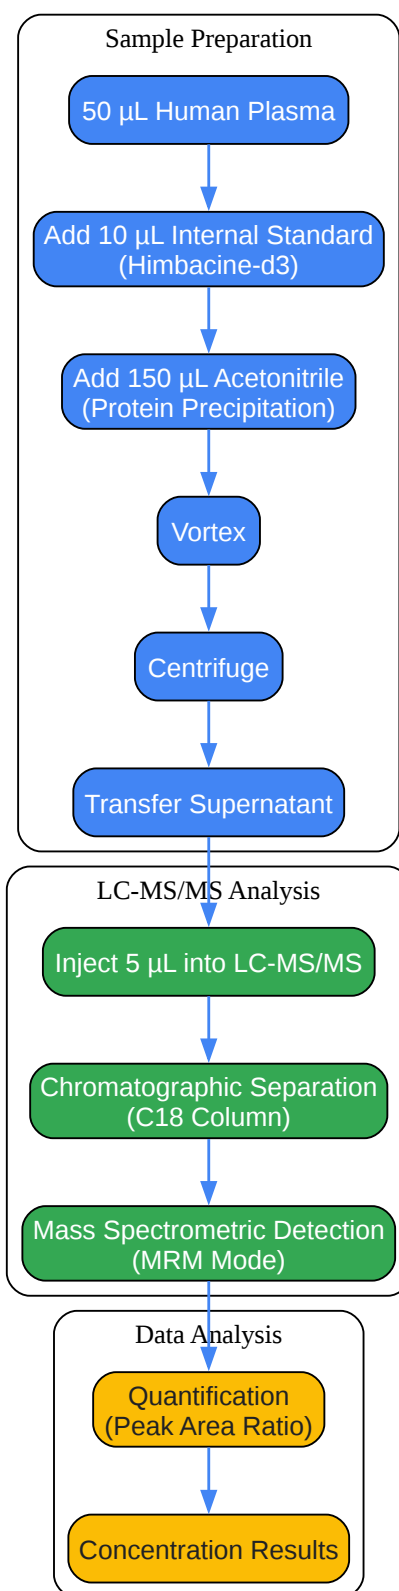 Sample Preparation
50 µL Human Plasma
Add 10 µL Internal Standard
(Himbacine-d3)
Add 150 µL Acetonitrile
(Protein Precipitation)
Vortex
Centrifuge
Transfer Supernatant
LC-MS/MS Analysis
Inject 5 µL into LC-MS/MS
Chromatographic Separation
(C18 Column)
Mass Spectrometric Detection
(MRM Mode)
Data Analysis
Quantification
(Peak Area Ratio)
Concentration Results